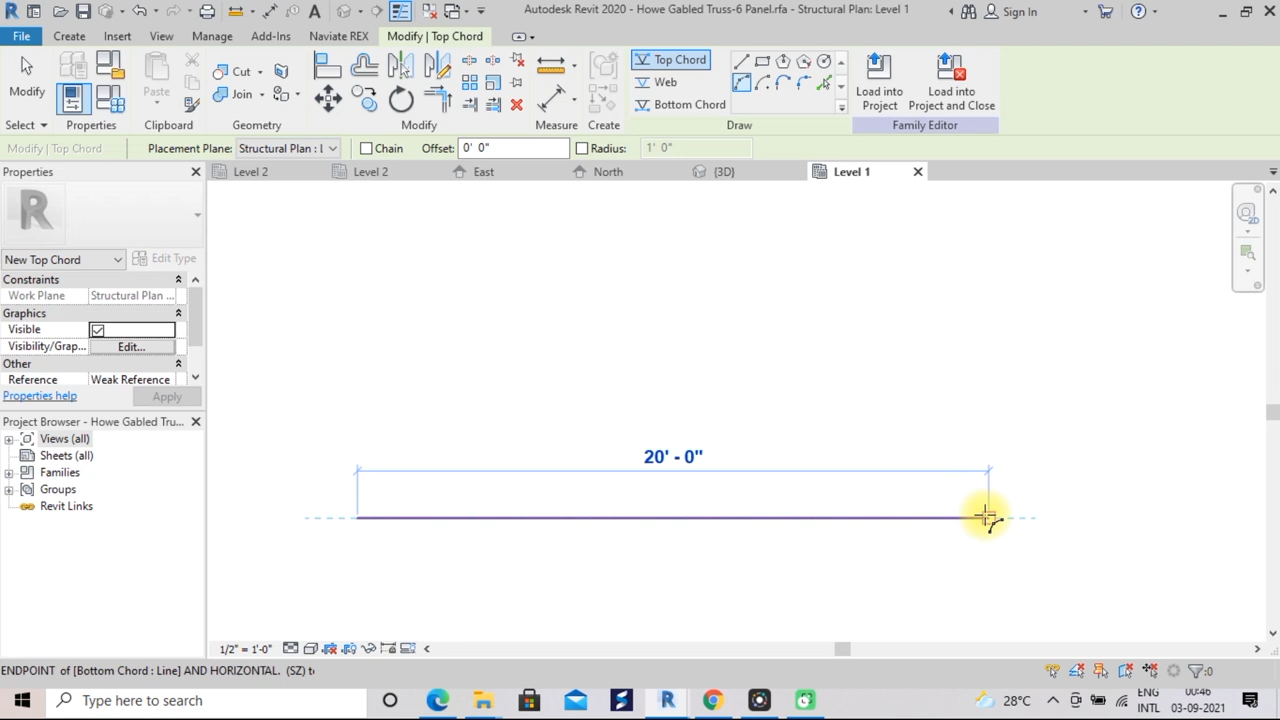 Autodesk Revit 2020 - Howe Gabled Truss-6 Panel.rfa - Structural Plan: Level 1
Sign In
File Create Insert View Manage Add-Ins Naviate REX Modify | Top Chord
Modify
Paste
Cut
Join
Top Chord
Web
Bottom Chord
Load into Project
Load into Project and Close
Select Properties Clipboard Geometry Modify Measure Create Draw Family Editor
Modify | Top Chord
Placement Plane: Structural Plan : L
Chain
Offset: 0' 0"
Radius: 1' 0"
Properties
Level 2
Level 2
East
North
{3D}
Level 1
R
2D
New Top Chord
Edit Type
Constraints
Work Plane Structural Plan ...
Graphics
Visible
Visibility/Grap... Edit...
Other
Reference Weak Reference
Properties help Apply
Project Browser - Howe Gabled Tru...
Views (all)
Sheets (all)
Families
Groups
Revit Links
20' - 0"
1/2" = 1'-0"
ENDPOINT of [Bottom Chord : Line] AND HORIZONTAL. (SZ) t
:0
Type here to search
28°C
ENG
INTL
00:46
03-09-2021